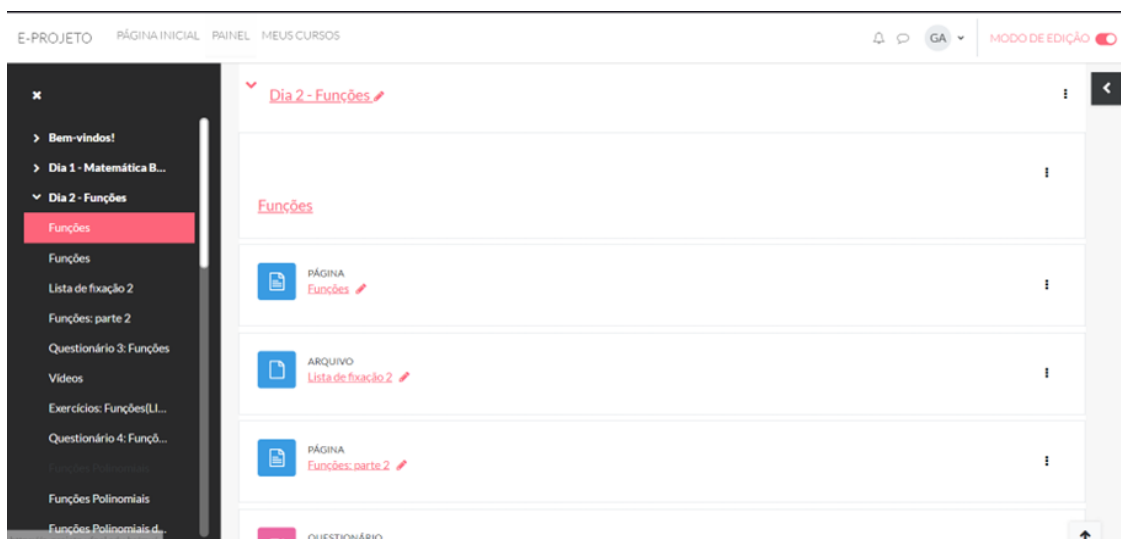 E-PROJETO PÁGINA INICIAL PAINEL MEUS CURSOS GA MODO DE EDIÇÃO
Bem-vindos!
Dia 1 - Matemática B...
Dia 2 - Funções
Funções
Funções
Lista de fixação 2
Funções: parte 2
Questionário 3: Funções
Vídeos
Exercícios: Funções(LI...
Questionário 4: Funçõ...
Funções Polinomiais
Funções Polinomiais
Funções Polinomiais d...
Dia 2 - Funções
Funções
PÁGINA
Funções
ARQUIVO
Lista de fixação 2
PÁGINA
Funções: parte 2
QUESTIONÁRIO